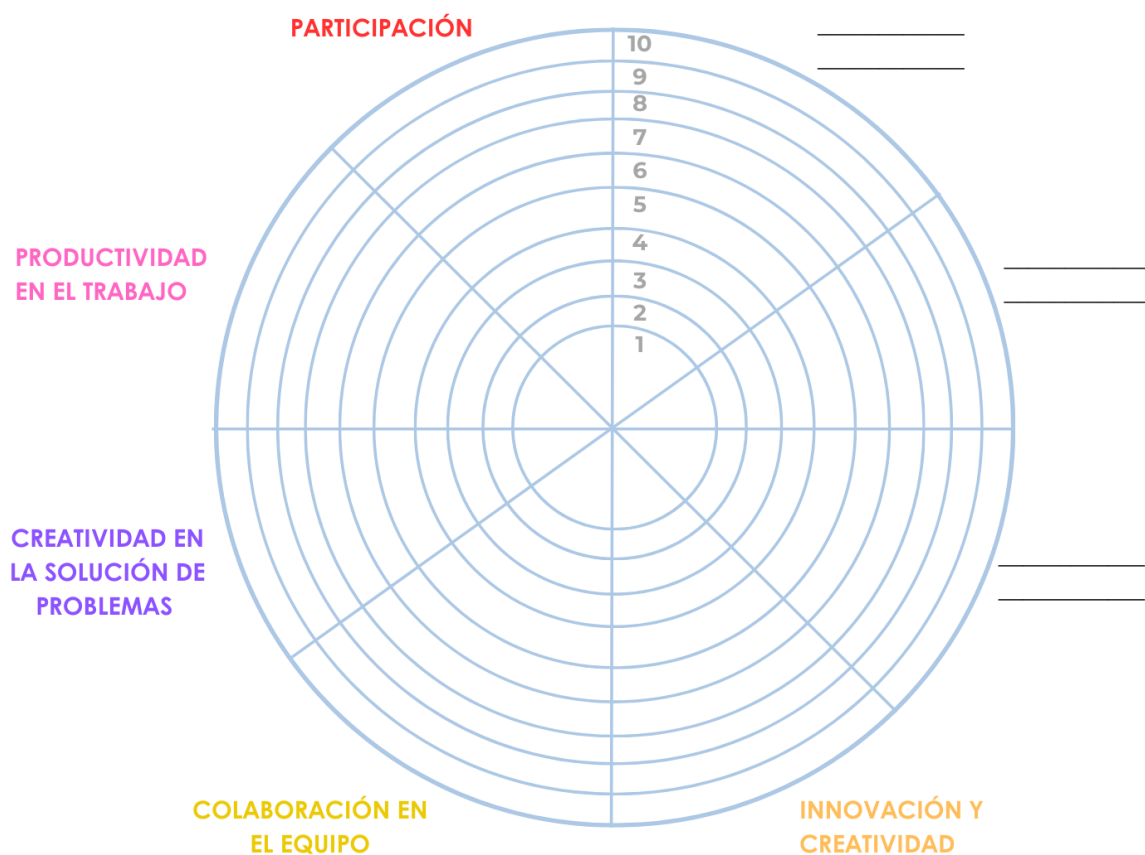 PARTICIPACIÓN
10
9
8
7
6
5
4
3
2
1
PRODUCTIVIDAD
EN EL TRABAJO
CREATIVIDAD EN
LA SOLUCIÓN DE
PROBLEMAS
COLABORACIÓN EN
EL EQUIPO
INNOVACIÓN Y
CREATIVIDAD